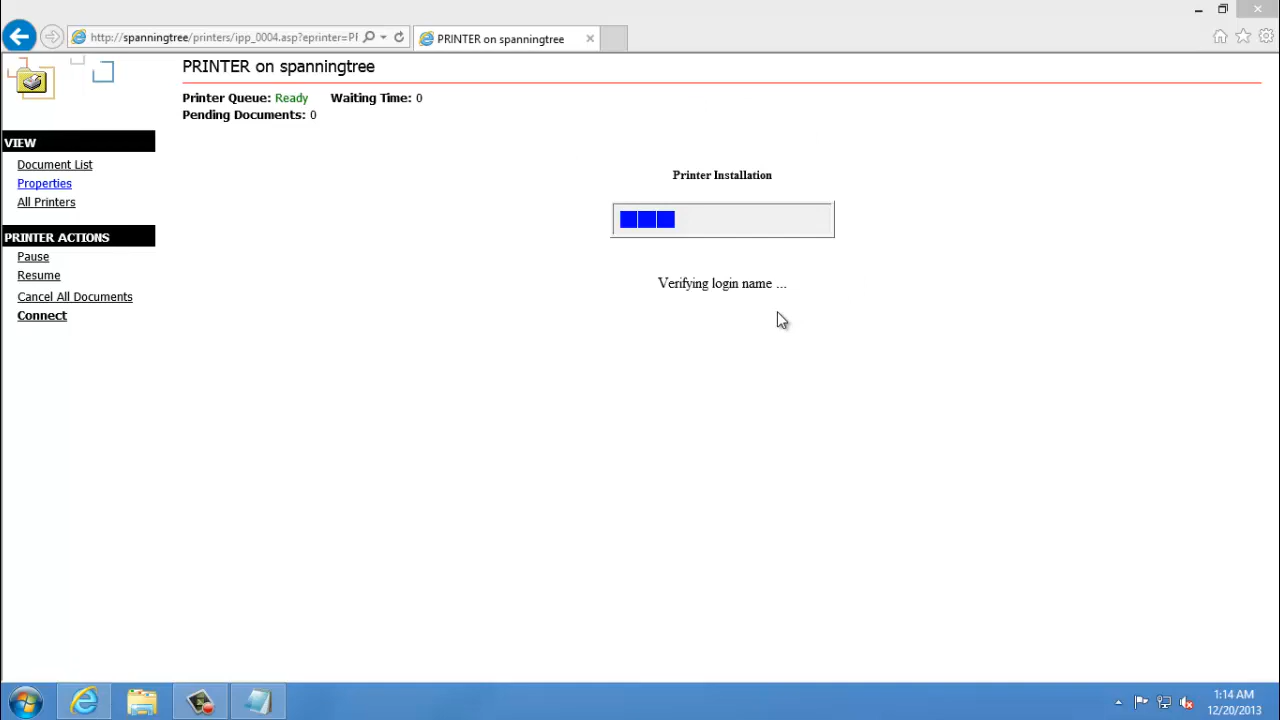 http://spanningtree/printers/ipp_0004.asp?eprinter=PF
PRINTER on spanningtree
PRINTER on spanningtree
Printer Queue: Ready Waiting Time: 0
Pending Documents: 0
VIEW
Document List
Properties
All Printers
PRINTER ACTIONS
Pause
Resume
Cancel All Documents
Connect
Printer Installation
Verifying login name ...
1:14 AM
12/20/2013